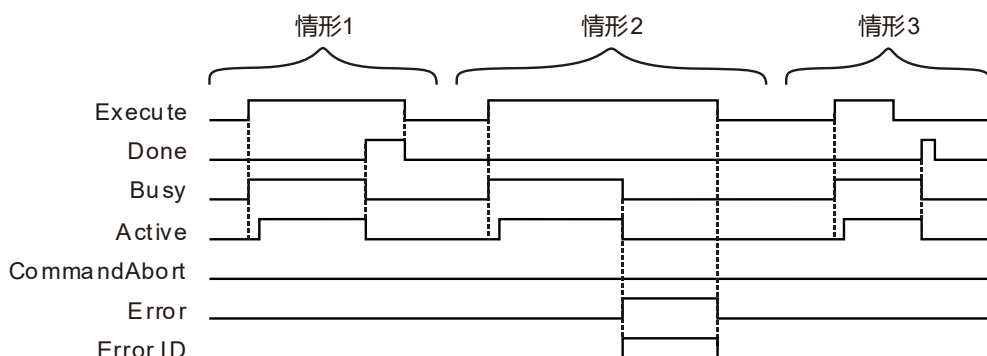 情形1 情形2 情形3
Execute
Done
Busy
Active
CommandAbort
Error
Error ID